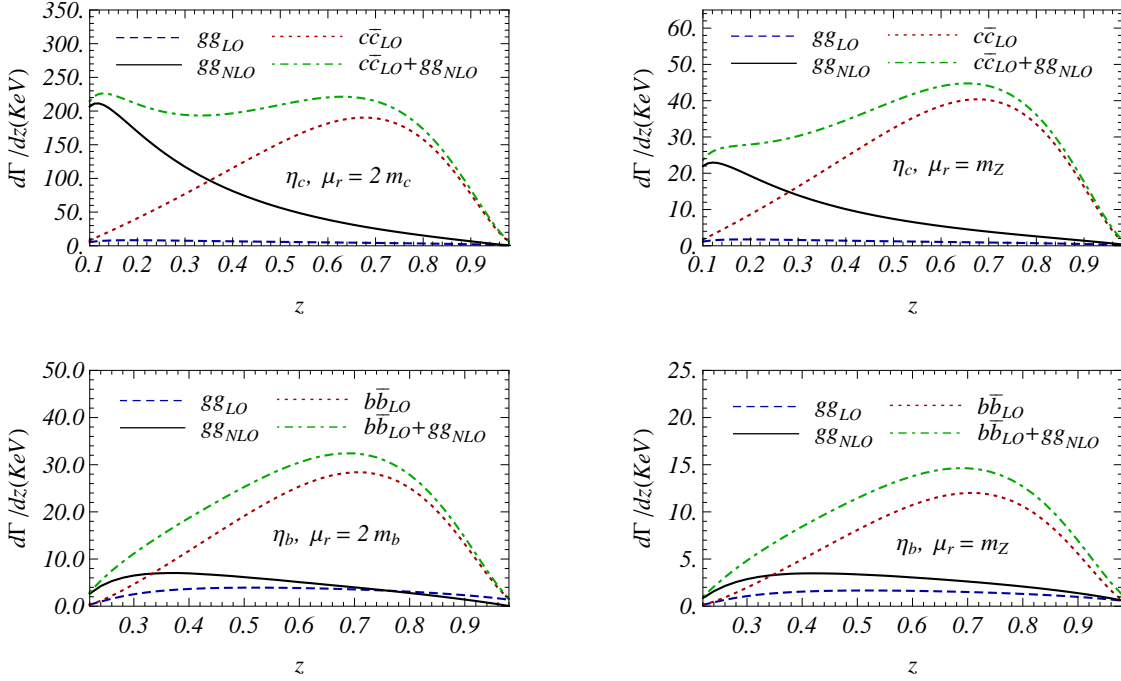 350.
300.
250.
200.
150.
100.
50.
0.
dΓ/dz(KeV)
gg_LO cc̅_LO
gg_NLO cc̅_LO+gg_NLO
η_c, μ_r = 2 m_c
0.1 0.2 0.3 0.4 0.5 0.6 0.7 0.8 0.9
z
60.
50.
40.
30.
20.
10.
0.
dΓ/dz(KeV)
gg_LO cc̅_LO
gg_NLO cc̅_LO+gg_NLO
η_c, μ_r = m_Z
0.1 0.2 0.3 0.4 0.5 0.6 0.7 0.8 0.9
z
50.0
40.0
30.0
20.0
10.0
0.0
dΓ/dz(KeV)
gg_LO bb̅_LO
gg_NLO bb̅_LO+gg_NLO
η_b, μ_r = 2 m_b
0.3 0.4 0.5 0.6 0.7 0.8 0.9
z
25.
20.
15.
10.
5.
0.
dΓ/dz(KeV)
gg_LO bb̅_LO
gg_NLO bb̅_LO+gg_NLO
η_b, μ_r = m_Z
0.3 0.4 0.5 0.6 0.7 0.8 0.9
z